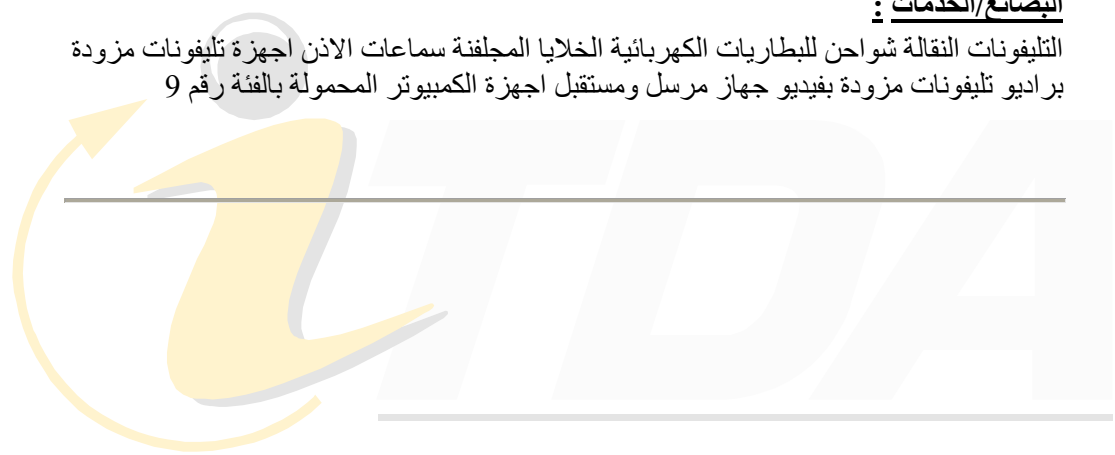 البضائع/الخدمات :
التليفونات النقالة شواحن للبطاريات الكهربائية الخلايا المجلفنة سماعات الاذن اجهزة تليفونات مزودة
براديو تليفونات مزودة بفيديو جهاز مرسل ومستقبل اجهزة الكمبيوتر المحمولة بالفئة رقم 9
iTDA